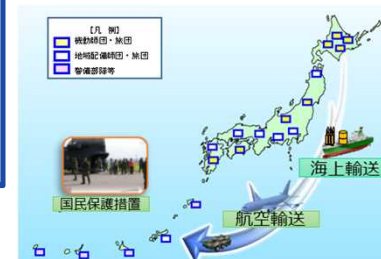 【凡 例】
機動師団・旅団
地域配備師団・旅団
警備部隊等
国民保護措置
海上輸送
航空輸送